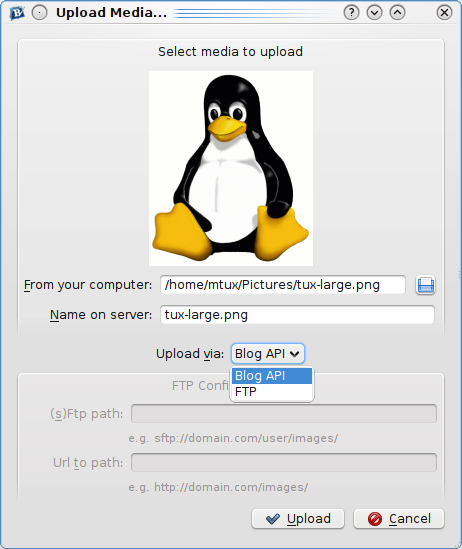 Upload Media...
Select media to upload
From your computer: /home/mtux/Pictures/tux-large.png
Name on server: tux-large.png
Upload via: Blog API
Blog API
FTP
FTP Confi
(s)Ftp path:
e.g. sftp://domain.com/user/images/
Url to path:
e.g. http://domain.com/images/
Upload Cancel